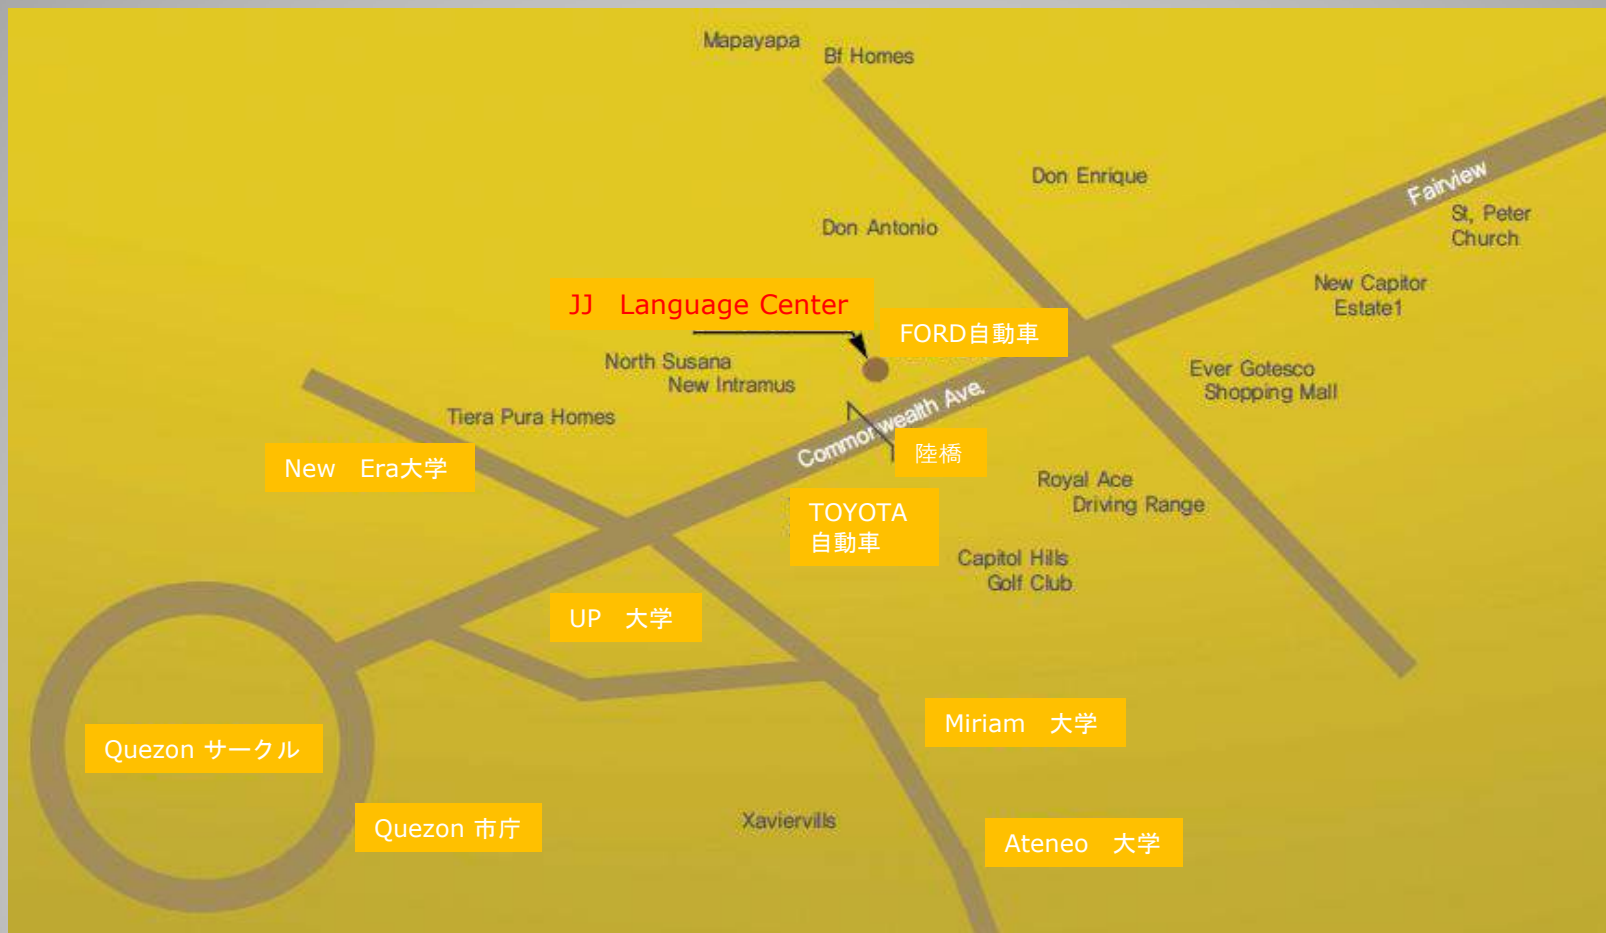 Mapayapa
Bf Homes
Don Enrique
Fairview
St, Peter
Church
Don Antonio
New Capitor
Estate1
JJ　Language Center
FORD自動車
North Susana
New Intramus
Ever Gotesco
Shopping Mall
Tiera Pura Homes
Commonwealth Ave.
New　Era大学
陸橋
Royal Ace
Driving Range
TOYOTA
自動車
Capitol Hills
Golf Club
UP　大学
Miriam　大学
Quezon サークル
Quezon 市庁
Xaviervills
Ateneo　大学